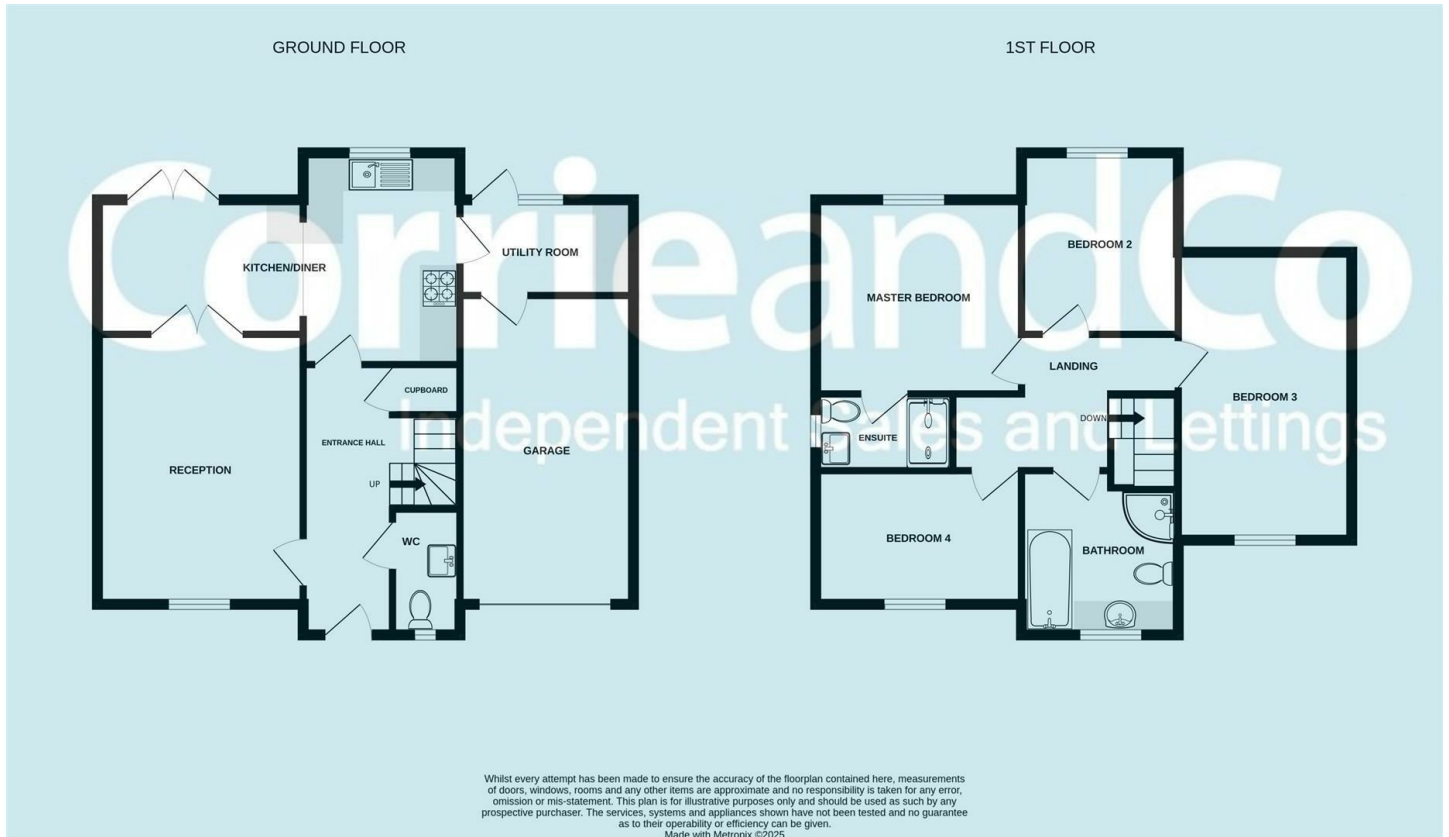 GROUND FLOOR
1ST FLOOR
CorrieandCo
Independent Sales and Lettings
KITCHEN/DINER
UTILITY ROOM
CUPBOARD
ENTRANCE HALL
RECEPTION
GARAGE
UP
WC
BEDROOM 2
MASTER BEDROOM
LANDING
BEDROOM 3
DOWN
ENSUITE
BEDROOM 4
BATHROOM
Whilst every attempt has been made to ensure the accuracy of the floorplan contained here, measurements
of doors, windows, rooms and any other items are approximate and no responsibility is taken for any error,
omission or mis-statement. This plan is for illustrative purposes only and should be used as such by any
prospective purchaser. The services, systems and appliances shown have not been tested and no guarantee
as to their operability or efficiency can be given.
Made with Metropix ©2025